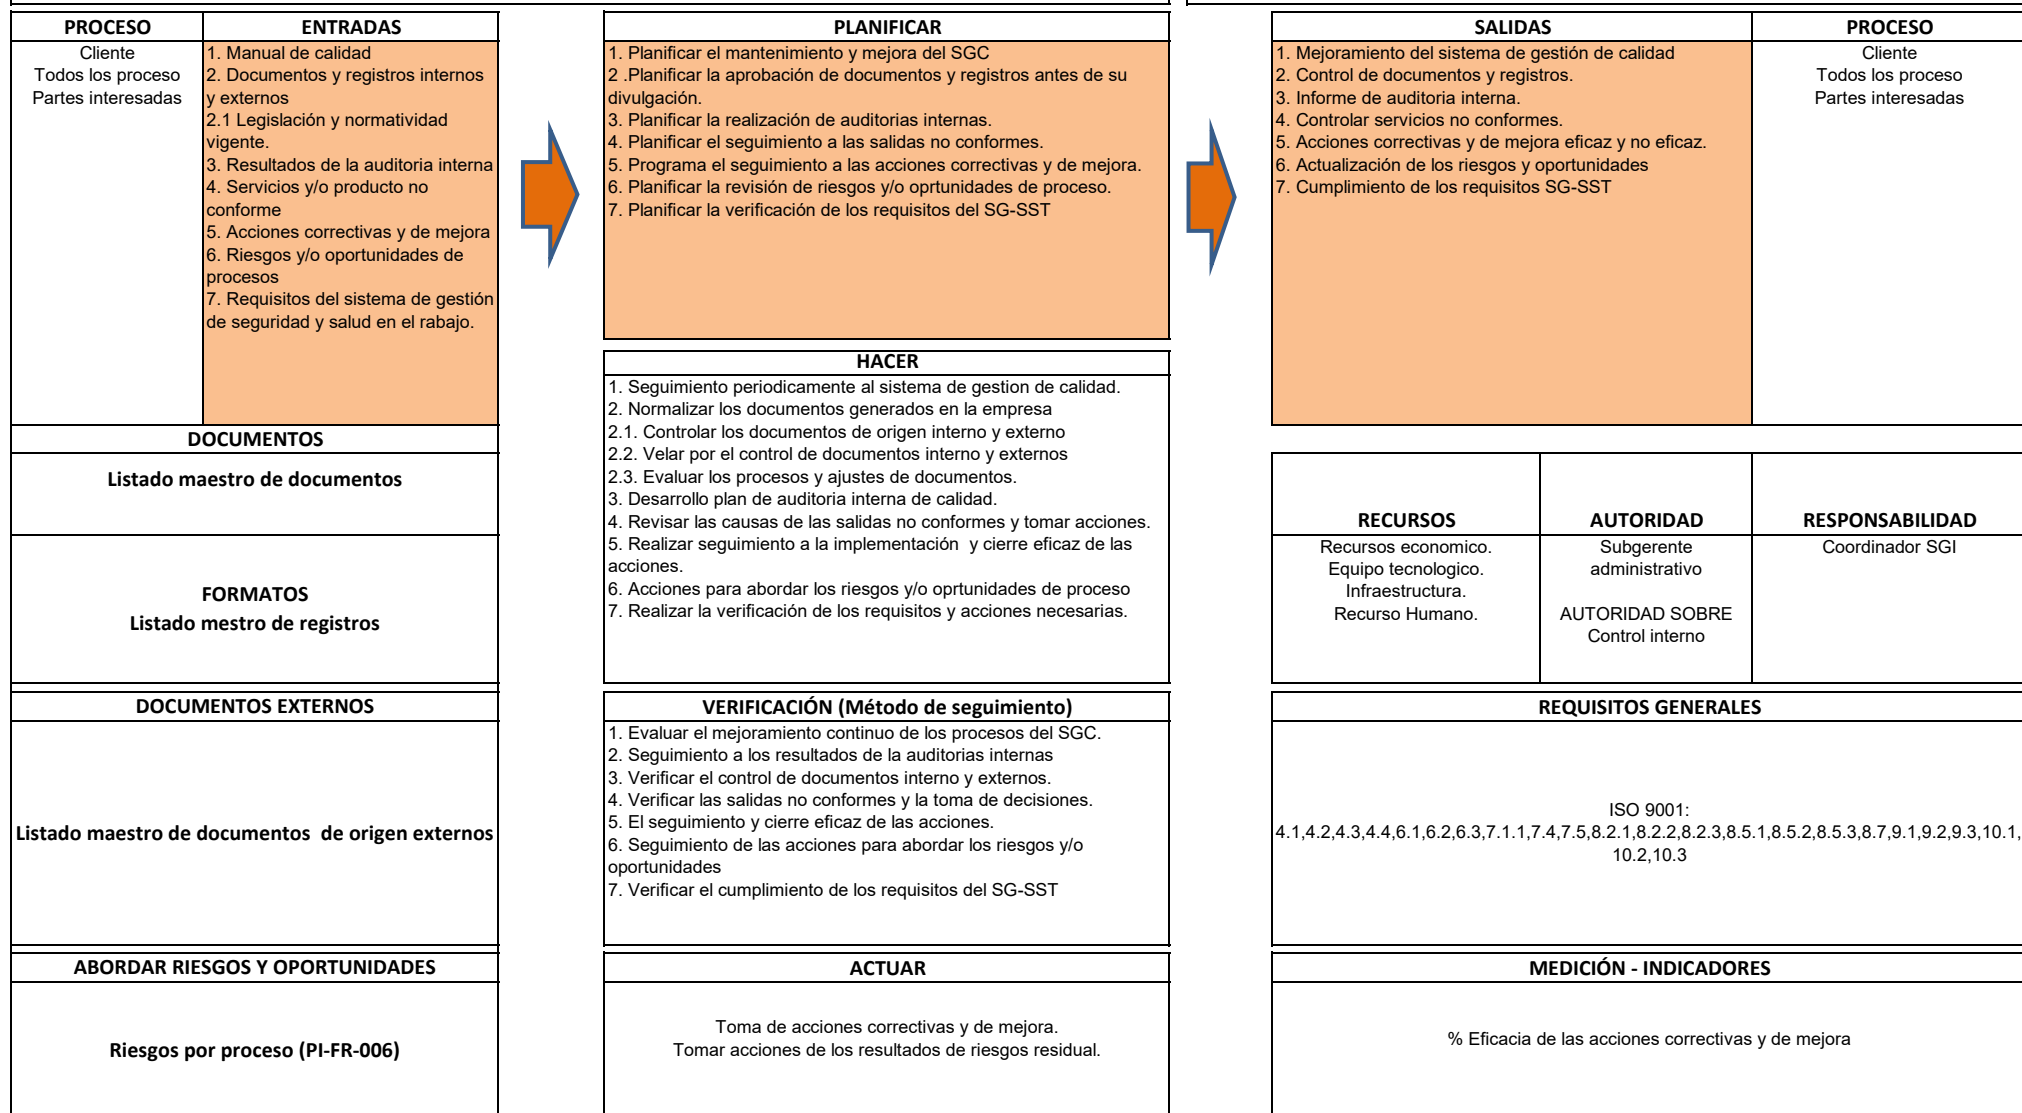 PROCESO
ENTRADAS
Cliente
Todos los proceso
Partes interesadas
1. Manual de calidad
2. Documentos y registros internos
y externos
2.1 Legislación y normatividad
vigente.
3. Resultados de la auditoria interna
4. Servicios y/o producto no
conforme
5. Acciones correctivas y de mejora
6. Riesgos y/o oportunidades de
procesos
7. Requisitos del sistema de gestión
de seguridad y salud en el rabajo.
PLANIFICAR
1. Planificar el mantenimiento y mejora del SGC
2 .Planificar la aprobación de documentos y registros antes de su
divulgación.
3. Planificar la realización de auditorias internas.
4. Planificar el seguimiento a las salidas no conformes.
5. Programa el seguimiento a las acciones correctivas y de mejora.
6. Planificar la revisión de riesgos y/o oprtunidades de proceso.
7. Planificar la verificación de los requisitos del SG-SST
SALIDAS
PROCESO
1. Mejoramiento del sistema de gestión de calidad
2. Control de documentos y registros.
3. Informe de auditoria interna.
4. Controlar servicios no conformes.
5. Acciones correctivas y de mejora eficaz y no eficaz.
6. Actualización de los riesgos y oportunidades
7. Cumplimiento de los requisitos SG-SST
Cliente
Todos los proceso
Partes interesadas
HACER
1. Seguimiento periodicamente al sistema de gestion de calidad.
2. Normalizar los documentos generados en la empresa
2.1. Controlar los documentos de origen interno y externo
2.2. Velar por el control de documentos interno y externos
2.3. Evaluar los procesos y ajustes de documentos.
3. Desarrollo plan de auditoria interna de calidad.
4. Revisar las causas de las salidas no conformes y tomar acciones.
5. Realizar seguimiento a la implementación  y cierre eficaz de las
acciones.
6. Acciones para abordar los riesgos y/o oprtunidades de proceso
7. Realizar la verificación de los requisitos y acciones necesarias.
DOCUMENTOS
Listado maestro de documentos
FORMATOS
Listado mestro de registros
RECURSOS
AUTORIDAD
RESPONSABILIDAD
Recursos economico.
Equipo tecnologico.
Infraestructura.
Recurso Humano.
Subgerente
administrativo
AUTORIDAD SOBRE
Control interno
Coordinador SGI
DOCUMENTOS EXTERNOS
Listado maestro de documentos  de origen externos
VERIFICACIÓN (Método de seguimiento)
1. Evaluar el mejoramiento continuo de los procesos del SGC.
2. Seguimiento a los resultados de la auditorias internas
3. Verificar el control de documentos interno y externos.
4. Verificar las salidas no conformes y la toma de decisiones.
5. El seguimiento y cierre eficaz de las acciones.
6. Seguimiento de las acciones para abordar los riesgos y/o
oportunidades
7. Verificar el cumplimiento de los requisitos del SG-SST
REQUISITOS GENERALES
ISO 9001:
4.1,4.2,4.3,4.4,6.1,6.2,6.3,7.1.1,7.4,7.5,8.2.1,8.2.2,8.2.3,8.5.1,8.5.2,8.5.3,8.7,9.1,9.2,9.3,10.1,
10.2,10.3
ABORDAR RIESGOS Y OPORTUNIDADES
Riesgos por proceso (PI-FR-006)
ACTUAR
Toma de acciones correctivas y de mejora.
Tomar acciones de los resultados de riesgos residual.
MEDICIÓN - INDICADORES
% Eficacia de las acciones correctivas y de mejora